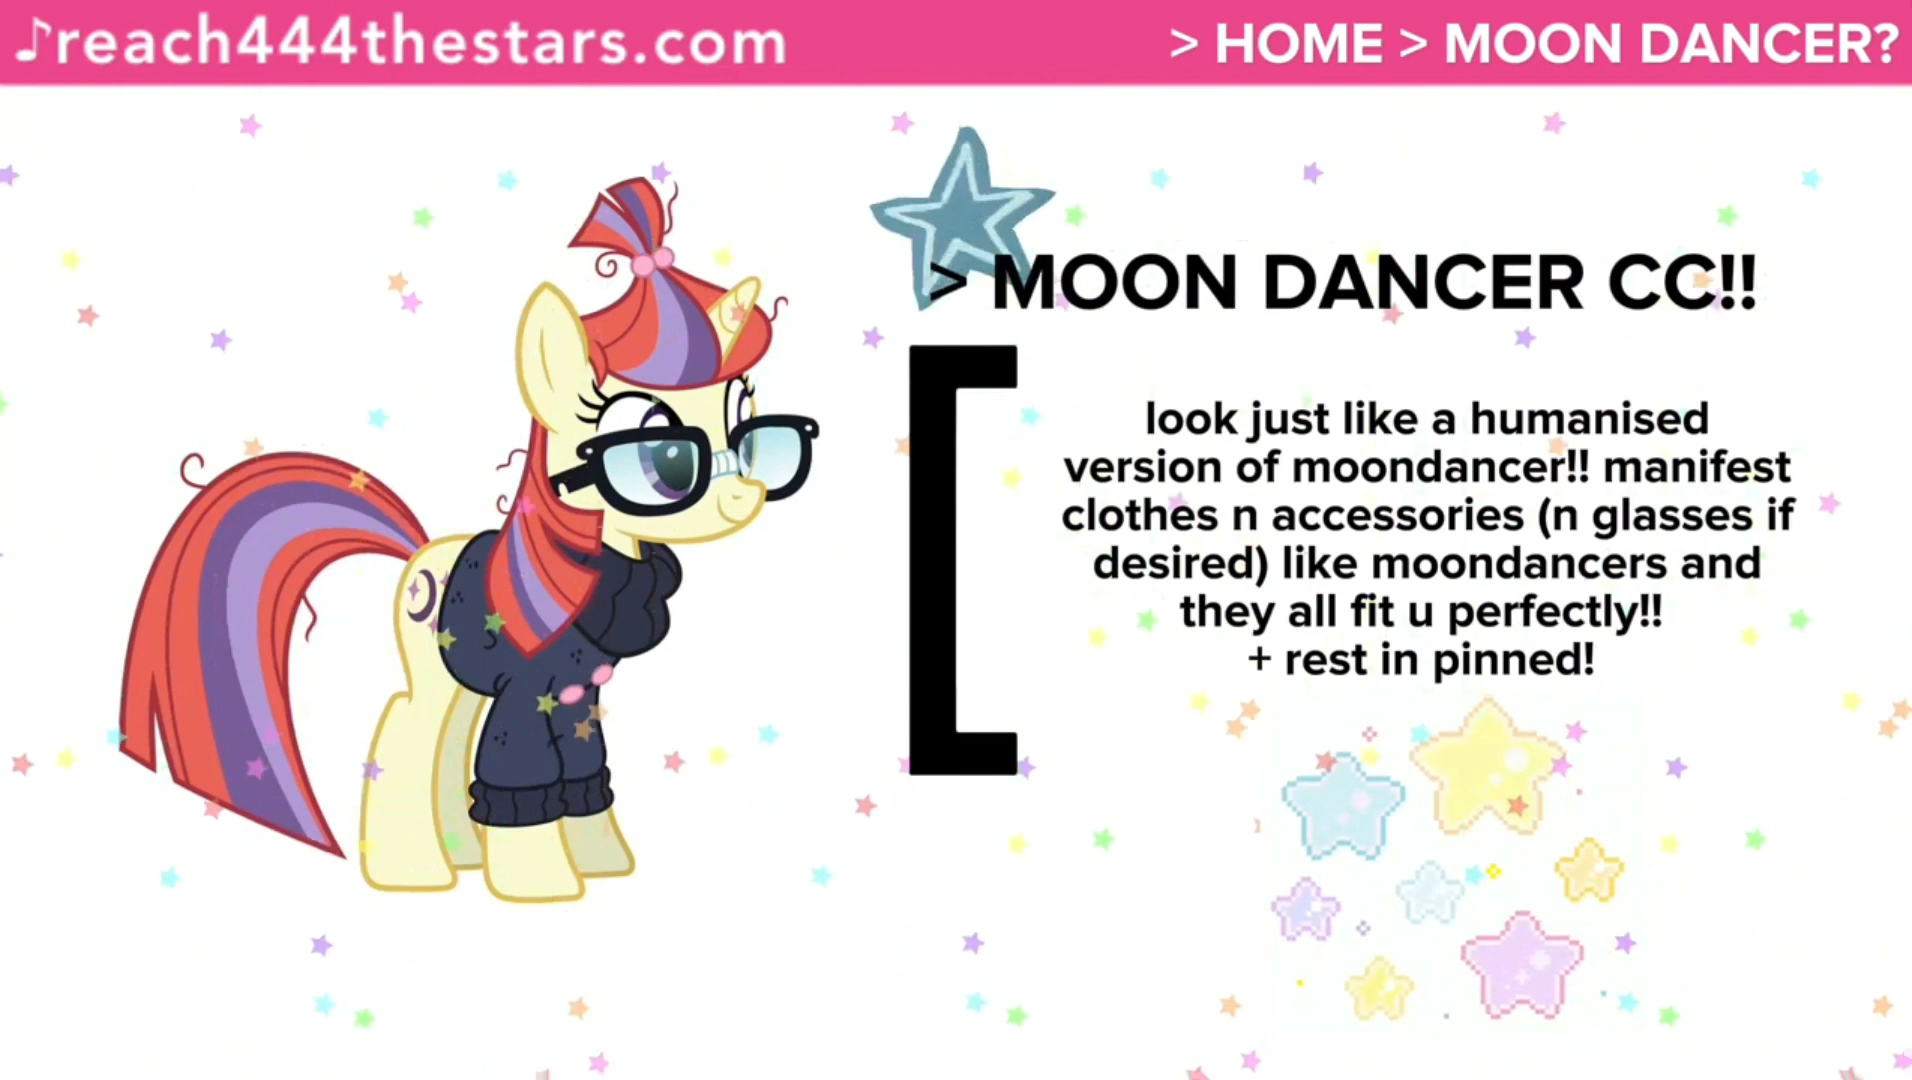 ♪reach444thestars.com
> HOME > MOON DANCER?
> MOON DANCER CC!!
look just like a humanised
version of moondancer!! manifest
clothes n accessories (n glasses if
desired) like moondancers and
they all fit u perfectly!!
+ rest in pinned!